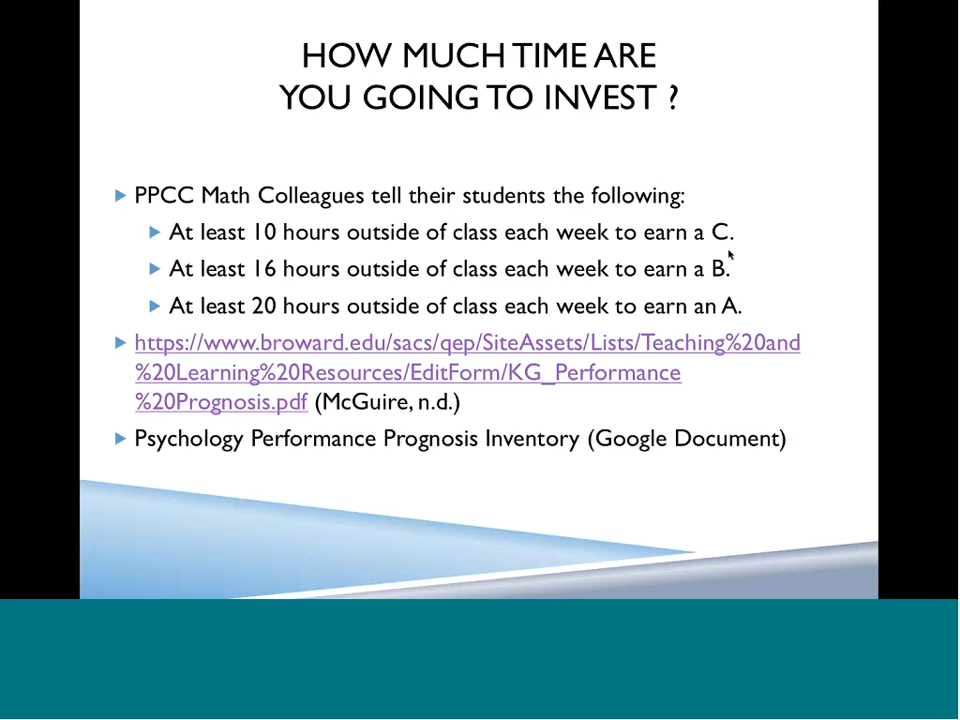 HOW MUCH TIME ARE
YOU GOING TO INVEST ?
PPCC Math Colleagues tell their students the following:
At least 10 hours outside of class each week to earn a C.
At least 16 hours outside of class each week to earn a B.
At least 20 hours outside of class each week to earn an A.
https://www.broward.edu/sacs/qep/SiteAssets/Lists/Teaching%20and
%20Learning%20Resources/EditForm/KG_Performance
%20Prognosis.pdf (McGuire, n.d.)
Psychology Performance Prognosis Inventory (Google Document)